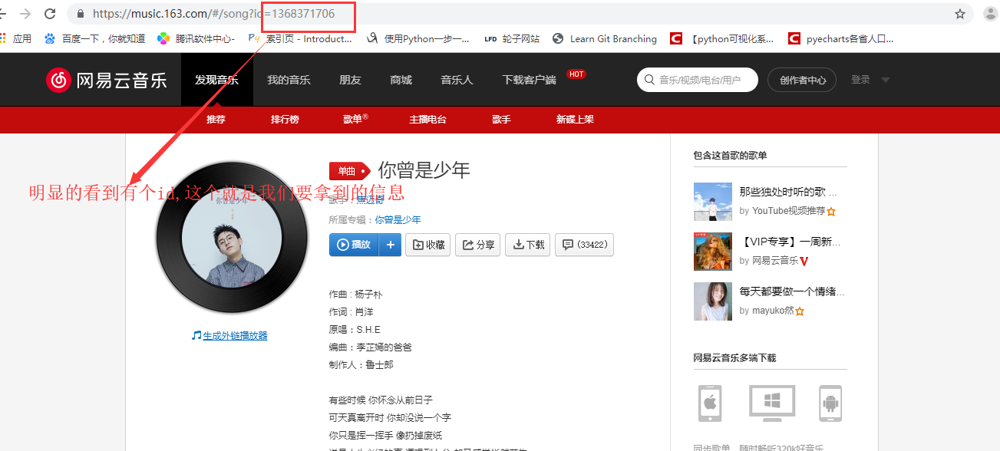 https://music.163.com/#/song?id=1368371706
应用 百度一下，你就知道 腾讯软件中心- 索引页 - Introduct... 使用Python一步一... LFD 轮子网站 Learn Git Branching 【python可视化系... pyecharts各省人口...
网易云音乐 发现音乐 我的音乐 朋友 商城 音乐人 下载客户端 HOT 音乐/视频/电台/用户 创作者中心 登录
推荐 排行榜 歌单® 主播电台 歌手 新碟上架
单曲 你曾是少年
明显的看到有个id,这个就是我们要拿到的信息
歌手：焦迈奇
所属专辑：你曾是少年
播放 + 收藏 分享 下载 (33422)
你曾是少年
生成外链播放器
作曲 : 杨子朴
作词 : 肖洋
原唱：S.H.E
编曲：李芷嫣的爸爸
制作人：魯士郎
有些时候 你怀念从前日子
可天真离开时 你却没说一个字
你只是挥一挥手 像扔掉废纸
包含这首歌的歌单
那些独处时听的歌 ...
by YouTube视频推荐
【VIP专享】一周新...
by 网易云音乐
每天都要做一个情绪...
by mayuko然
网易云音乐多端下载
同步歌单，随时畅听320k好音乐